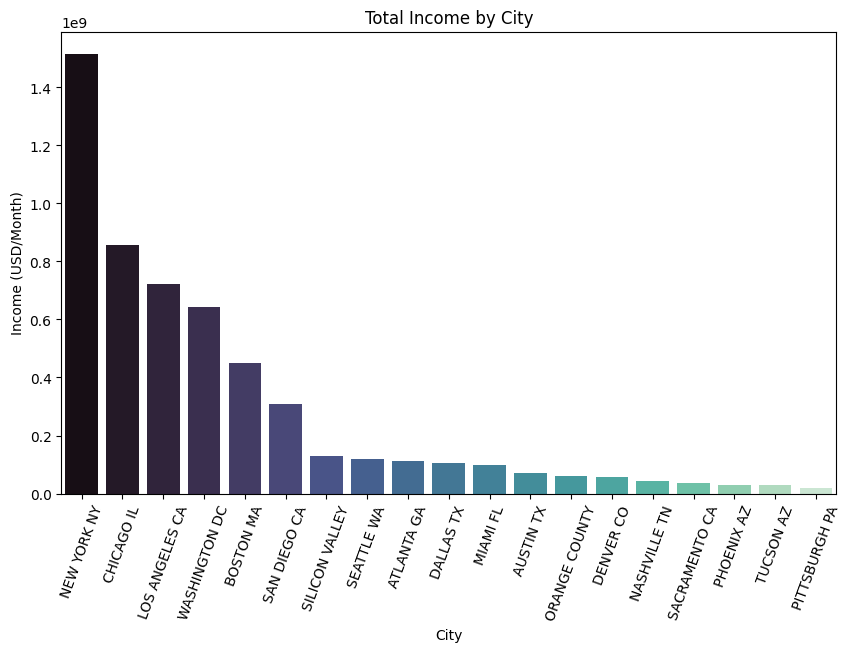 Total Income by City
1e9
Income (USD/Month)
1.4
1.2
1.0
0.8
0.6
0.4
0.2
0.0
NEW YORK NY
CHICAGO IL
LOS ANGELES CA
WASHINGTON DC
BOSTON MA
SAN DIEGO CA
SILICON VALLEY
SEATTLE WA
ATLANTA GA
DALLAS TX
MIAMI FL
AUSTIN TX
ORANGE COUNTY
DENVER CO
NASHVILLE TN
SACRAMENTO CA
PHOENIX AZ
TUCSON AZ
PITTSBURGH PA
City